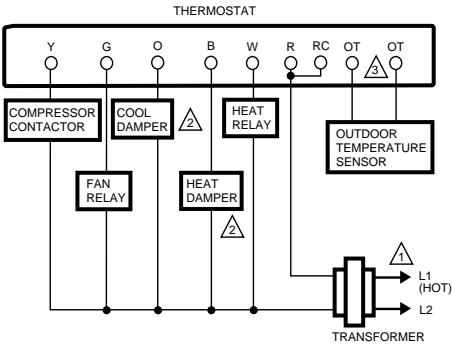 THERMOSTAT
Y G O B W R RC OT OT
3
COMPRESSOR
CONTACTOR
COOL
DAMPER
2
HEAT
RELAY
OUTDOOR
TEMPERATURE
SENSOR
FAN
RELAY
HEAT
DAMPER
2
1
L1
(HOT)
L2
TRANSFORMER